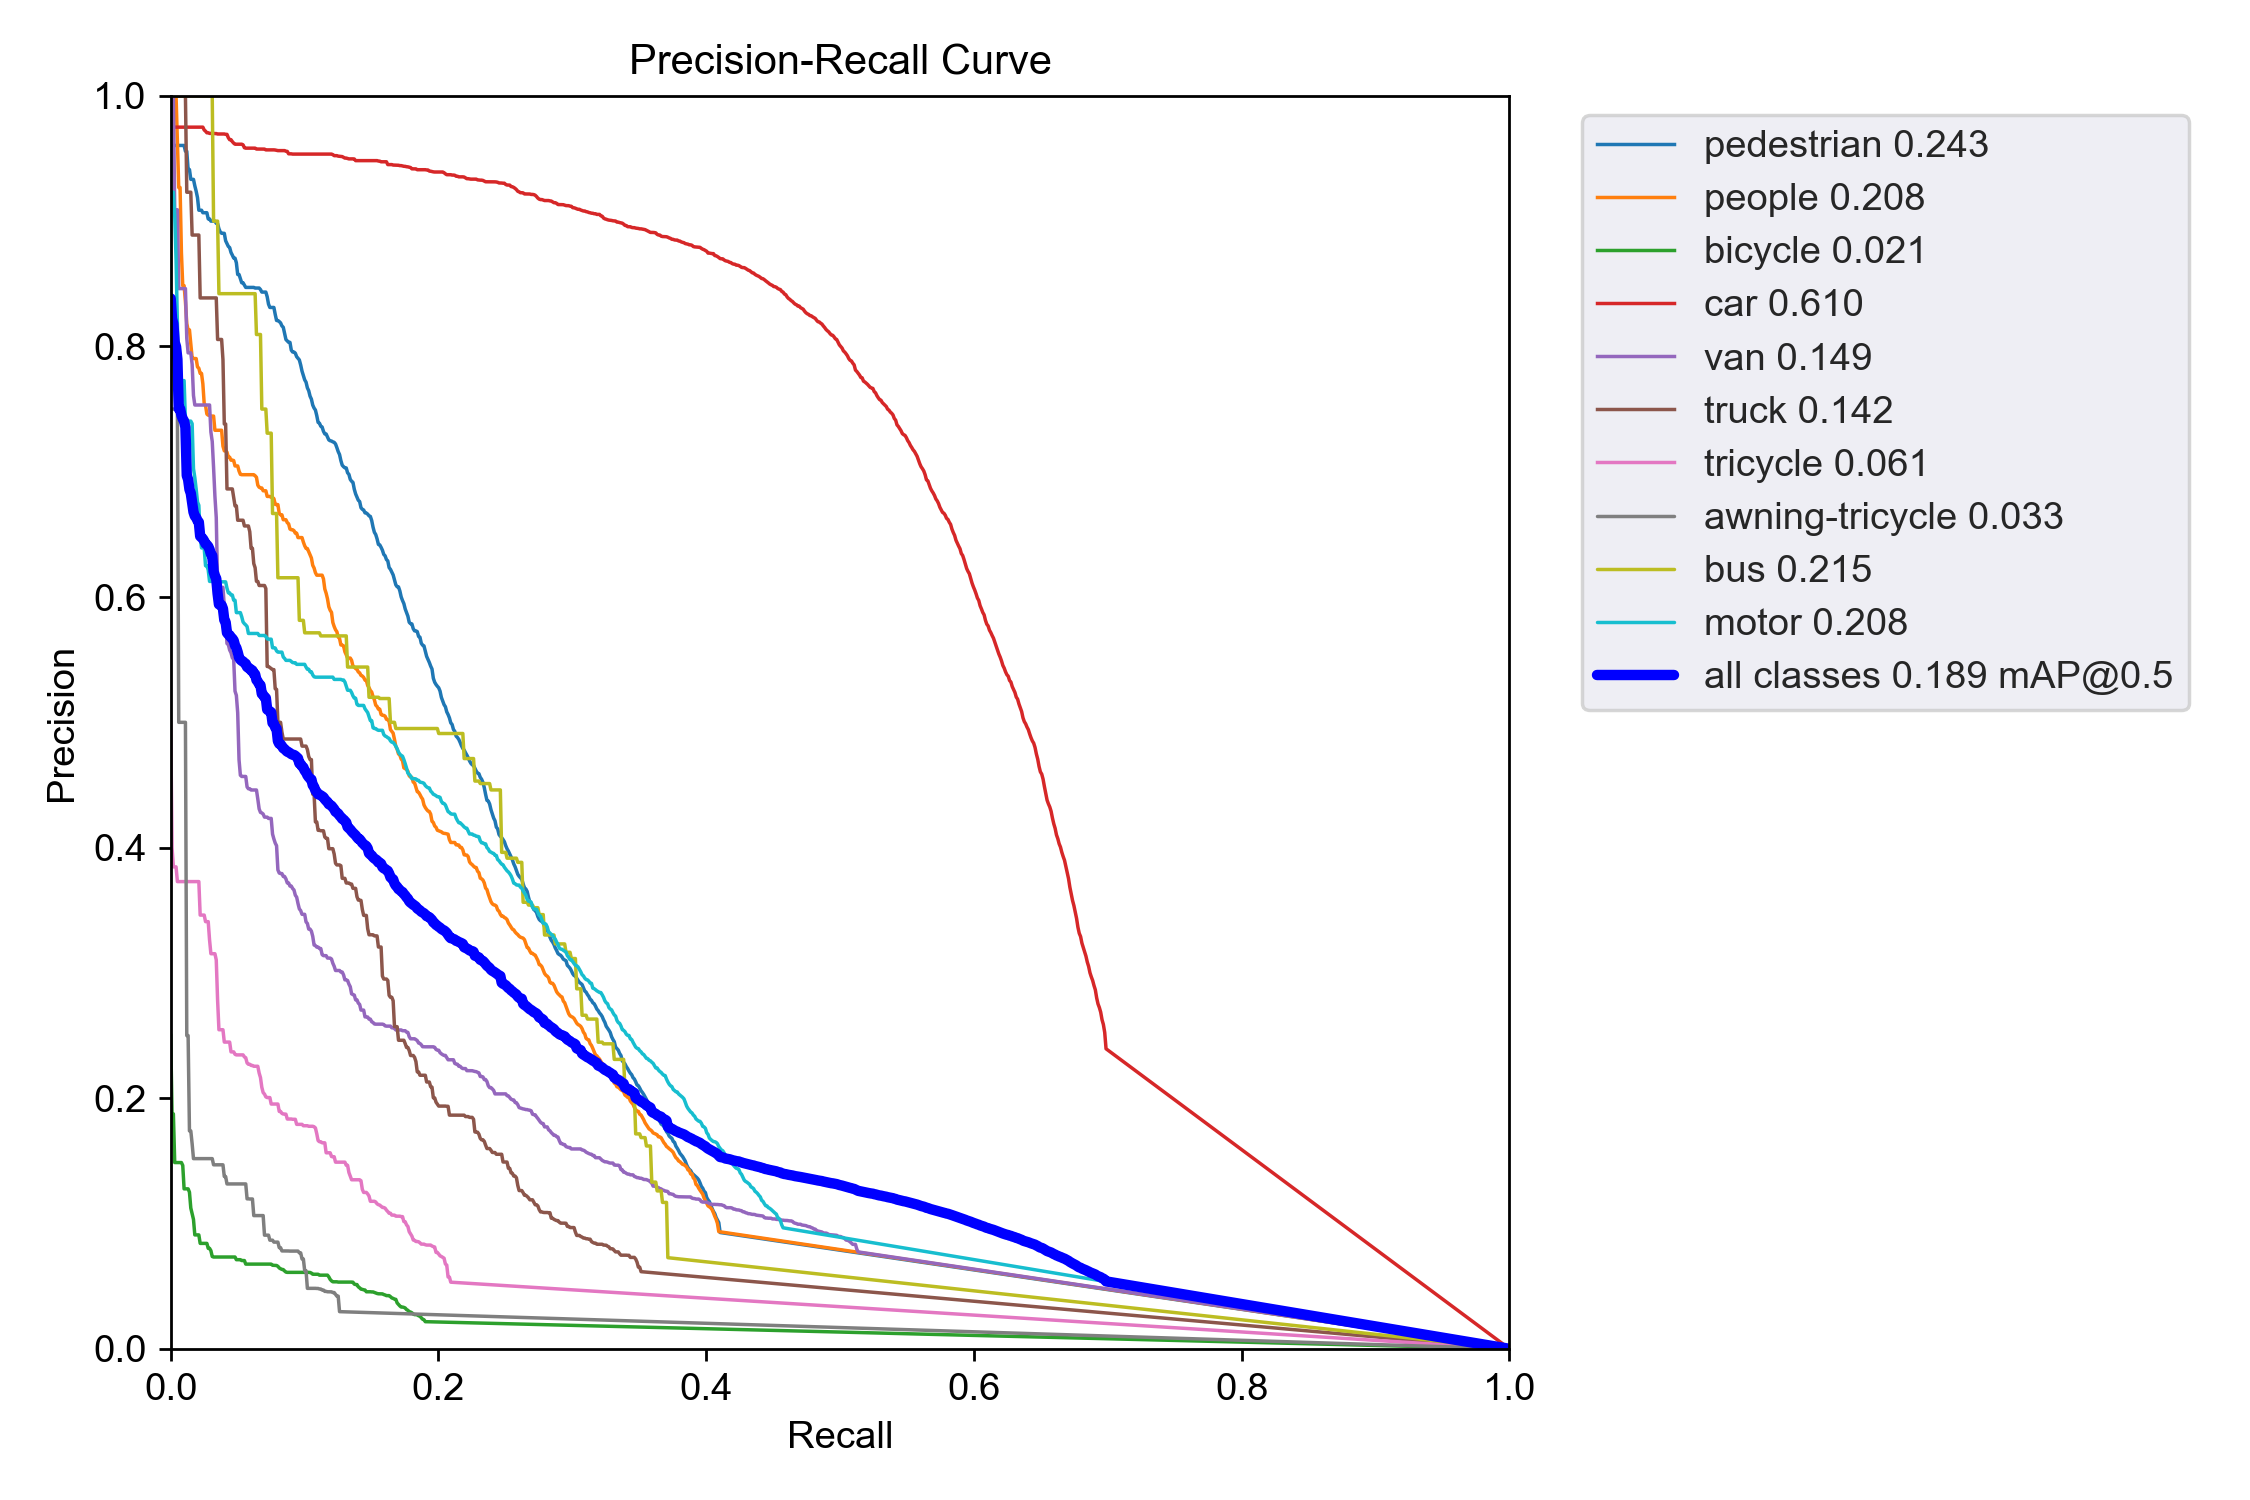 Precision-Recall Curve
1.0
0.8
0.6
0.4
0.2
0.0
Precision
0.0 0.2 0.4 0.6 0.8 1.0
Recall
pedestrian 0.243
people 0.208
bicycle 0.021
car 0.610
van 0.149
truck 0.142
tricycle 0.061
awning-tricycle 0.033
bus 0.215
motor 0.208
all classes 0.189 mAP@0.5